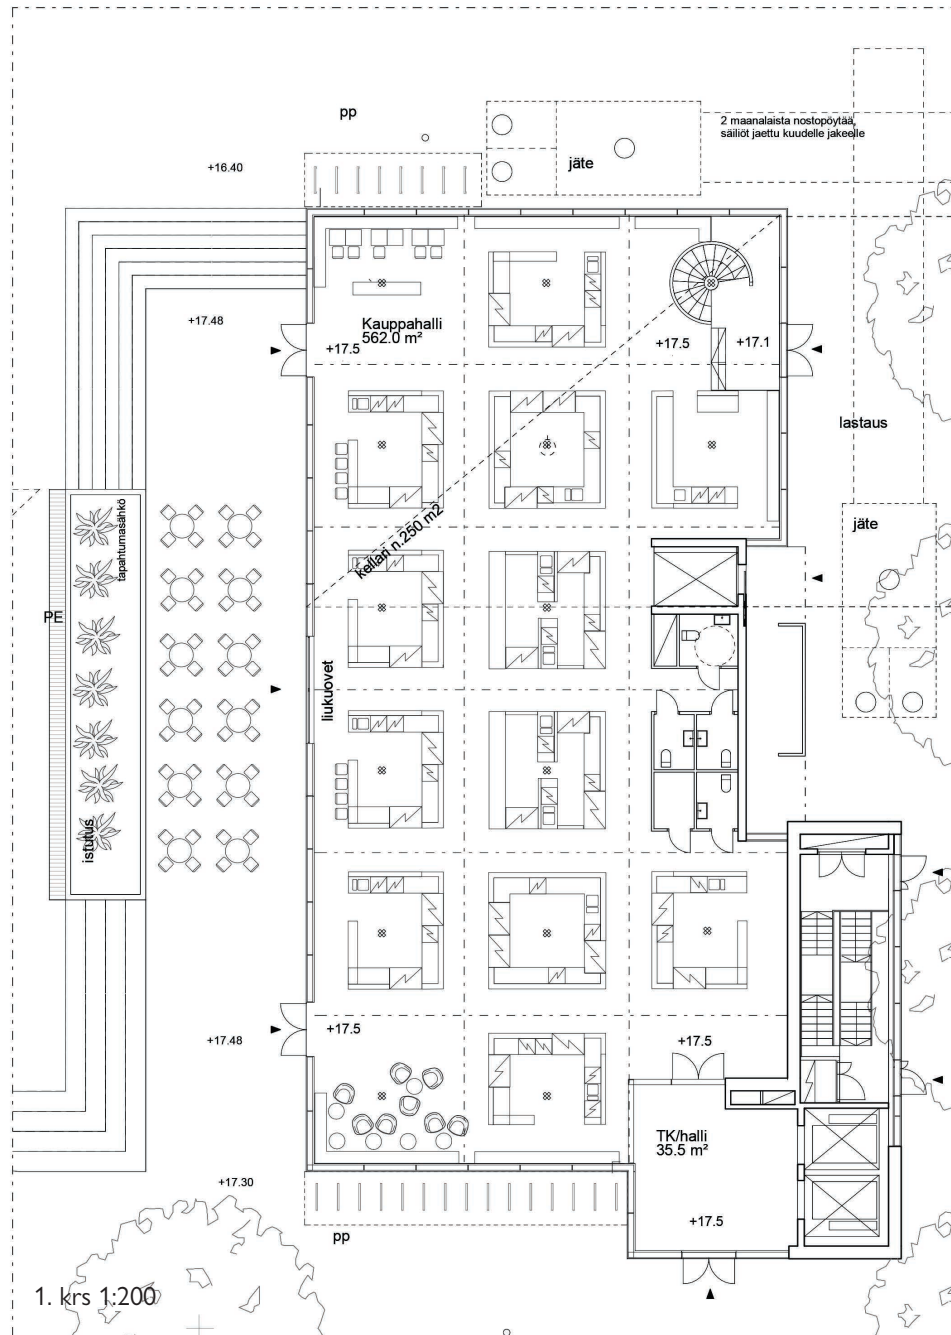 pp
2 maanalaista nostopöytää,
säiliöt jaettu kuudelle jakeelle
jäte
+16.40
+17.48
Kauppahalli
562.0 m²
+17.5
+17.5
+17.1
lastaus
kellari n.250 m2
tapahtumasähkö
jäte
PE
liukuovet
istutus
+17.48
+17.5
+17.5
TK/halli
35.5 m²
+17.30
+17.5
pp
1. krs 1:200